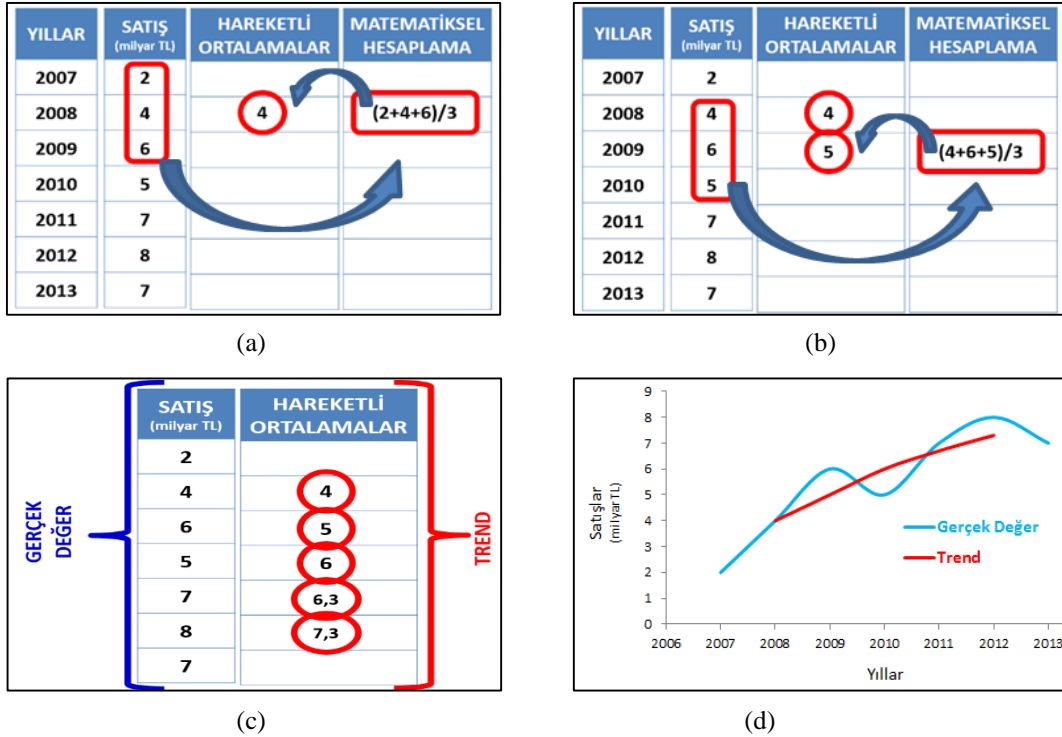 YILLAR SATIŞ (milyar TL) HAREKETLİ ORTALAMALAR MATEMATİKSEL HESAPLAMA
2007 2
2008 4 4 (2+4+6)/3
2009 6
2010 5
2011 7
2012 8
2013 7
(a)
YILLAR SATIŞ (milyar TL) HAREKETLİ ORTALAMALAR MATEMATİKSEL HESAPLAMA
2007 2
2008 4 4
2009 6 5 (4+6+5)/3
2010 5
2011 7
2012 8
2013 7
(b)
GERÇEK DEĞER
SATIŞ (milyar TL) HAREKETLİ ORTALAMALAR
2
4 4
6 5
5 6
7 6,3
8 7,3
7
TREND
(c)
Satışlar
(milyar TL)
9
8
7
6
5
4
3
2
1
0
Gerçek Değer
Trend
2006 2007 2008 2009 2010 2011 2012 2013
Yıllar
(d)